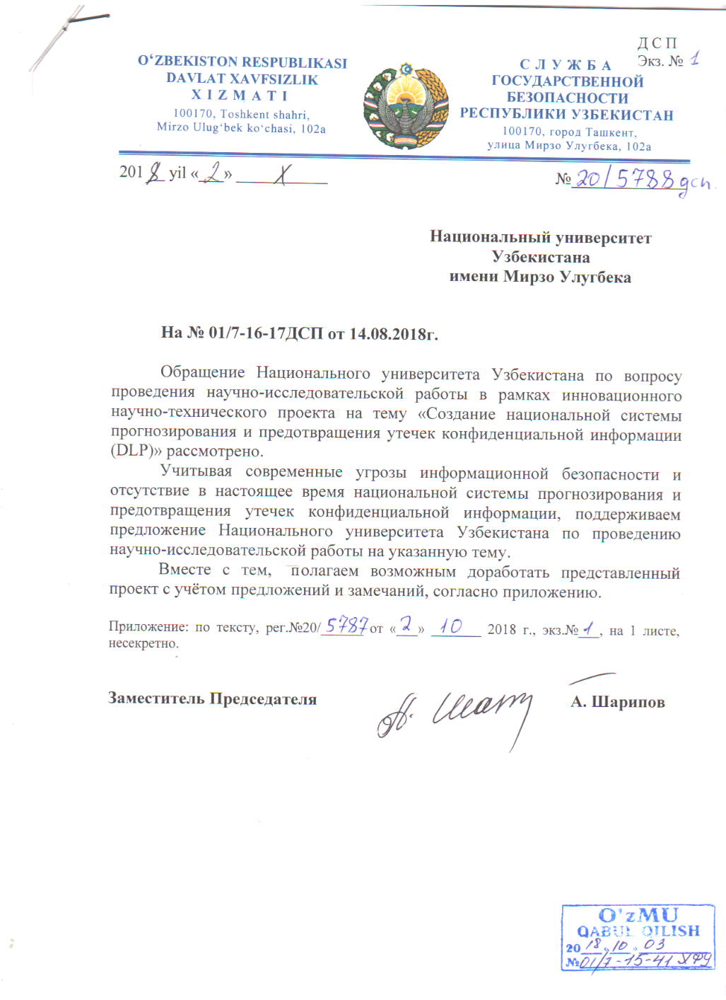 Д С П
Экз. № 1
O‘ZBEKISTON RESPUBLIKASI
DAVLAT XAVFSIZLIK
X I Z M A T I
100170, Toshkent shahri,
Mirzo Ulug‘bek ko‘chasi, 102a
С Л У Ж Б А
ГОСУДАРСТВЕННОЙ
БЕЗОПАСНОСТИ
РЕСПУБЛИКИ УЗБЕКИСТАН
100170, город Ташкент,
улица Мирзо Улугбека, 102а
2018 yil «2» X
№ 20/5788дсп.
Национальный университет
Узбекистана
имени Мирзо Улугбека
На № 01/7-16-17ДСП от 14.08.2018г.
Обращение Национального университета Узбекистана по вопросу
проведения научно-исследовательской работы в рамках инновационного
научно-технического проекта на тему «Создание национальной системы
прогнозирования и предотвращения утечек конфиденциальной информации
(DLP)» рассмотрено.
Учитывая современные угрозы информационной безопасности и
отсутствие в настоящее время национальной системы прогнозирования и
предотвращения утечек конфиденциальной информации, поддерживаем
предложение Национального университета Узбекистана по проведению
научно-исследовательской работы на указанную тему.
Вместе с тем, полагаем возможным доработать представленный
проект с учётом предложений и замечаний, согласно приложению.
Приложение: по тексту, рег.№20/5787 от «2» 10 2018 г., экз.№ 1, на 1 листе,
несекретно.
Заместитель Председателя
А. Шарипов
O'zMU
QABUL QILISH
2018 «10» 03
№01/7-15-41